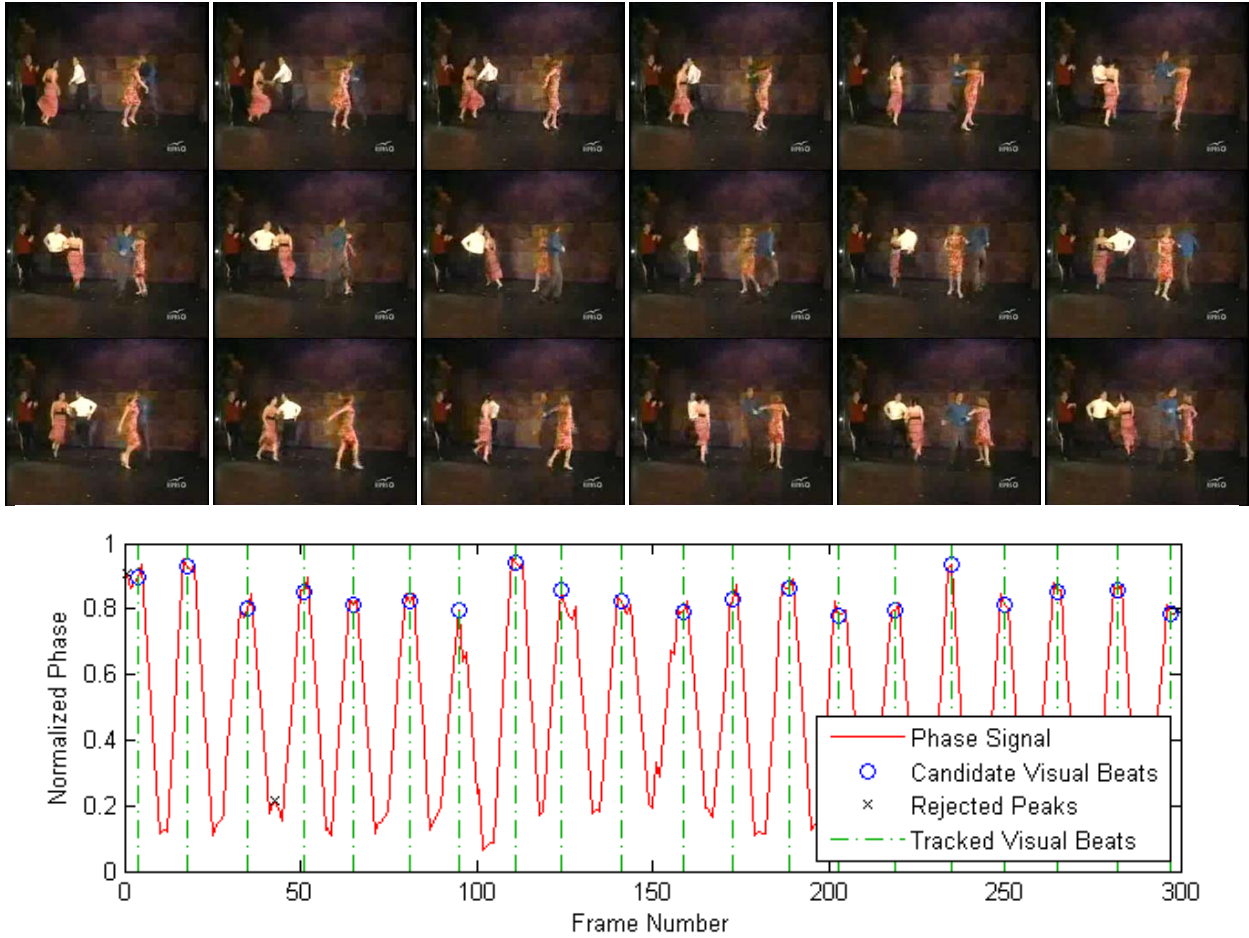 1
0.8
0.6
0.4
0.2
0
0
50
100
150
200
250
300
Normalized Phase
Frame Number
Phase Signal
Candidate Visual Beats
Rejected Peaks
Tracked Visual Beats